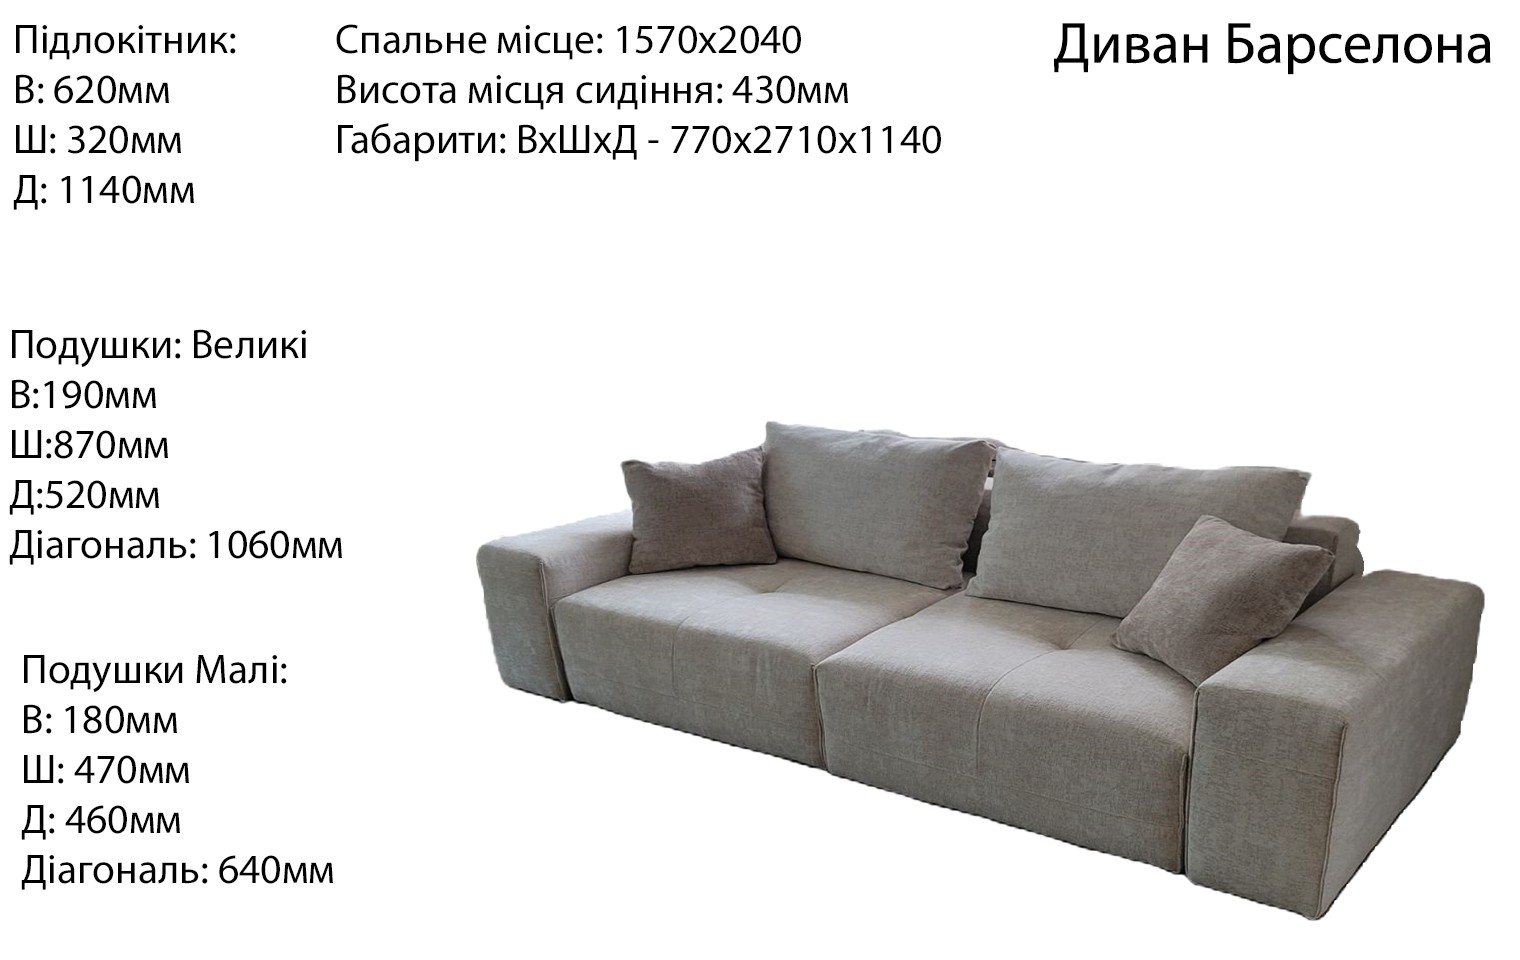 Підлокітник:
В: 620мм
Ш: 320мм
Д: 1140мм
Спальне місце: 1570х2040
Висота місця сидіння: 430мм
Габарити: ВхШхД - 770х2710х1140
Диван Барселона
Подушки: Великі
В:190мм
Ш:870мм
Д:520мм
Діагональ: 1060мм
Подушки Малі:
В: 180мм
Ш: 470мм
Д: 460мм
Діагональ: 640мм